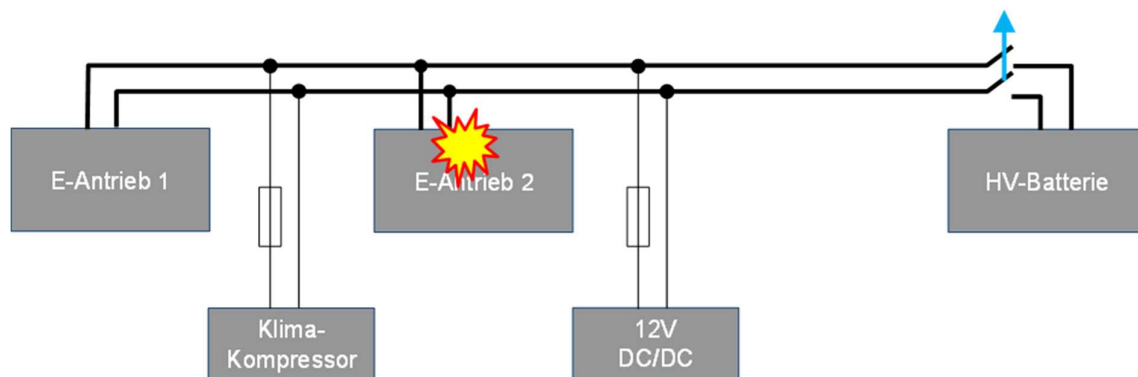 E-Antrieb 1
E-Antrieb 2
HV-Batterie
Klima-
Kompressor
12V
DC/DC